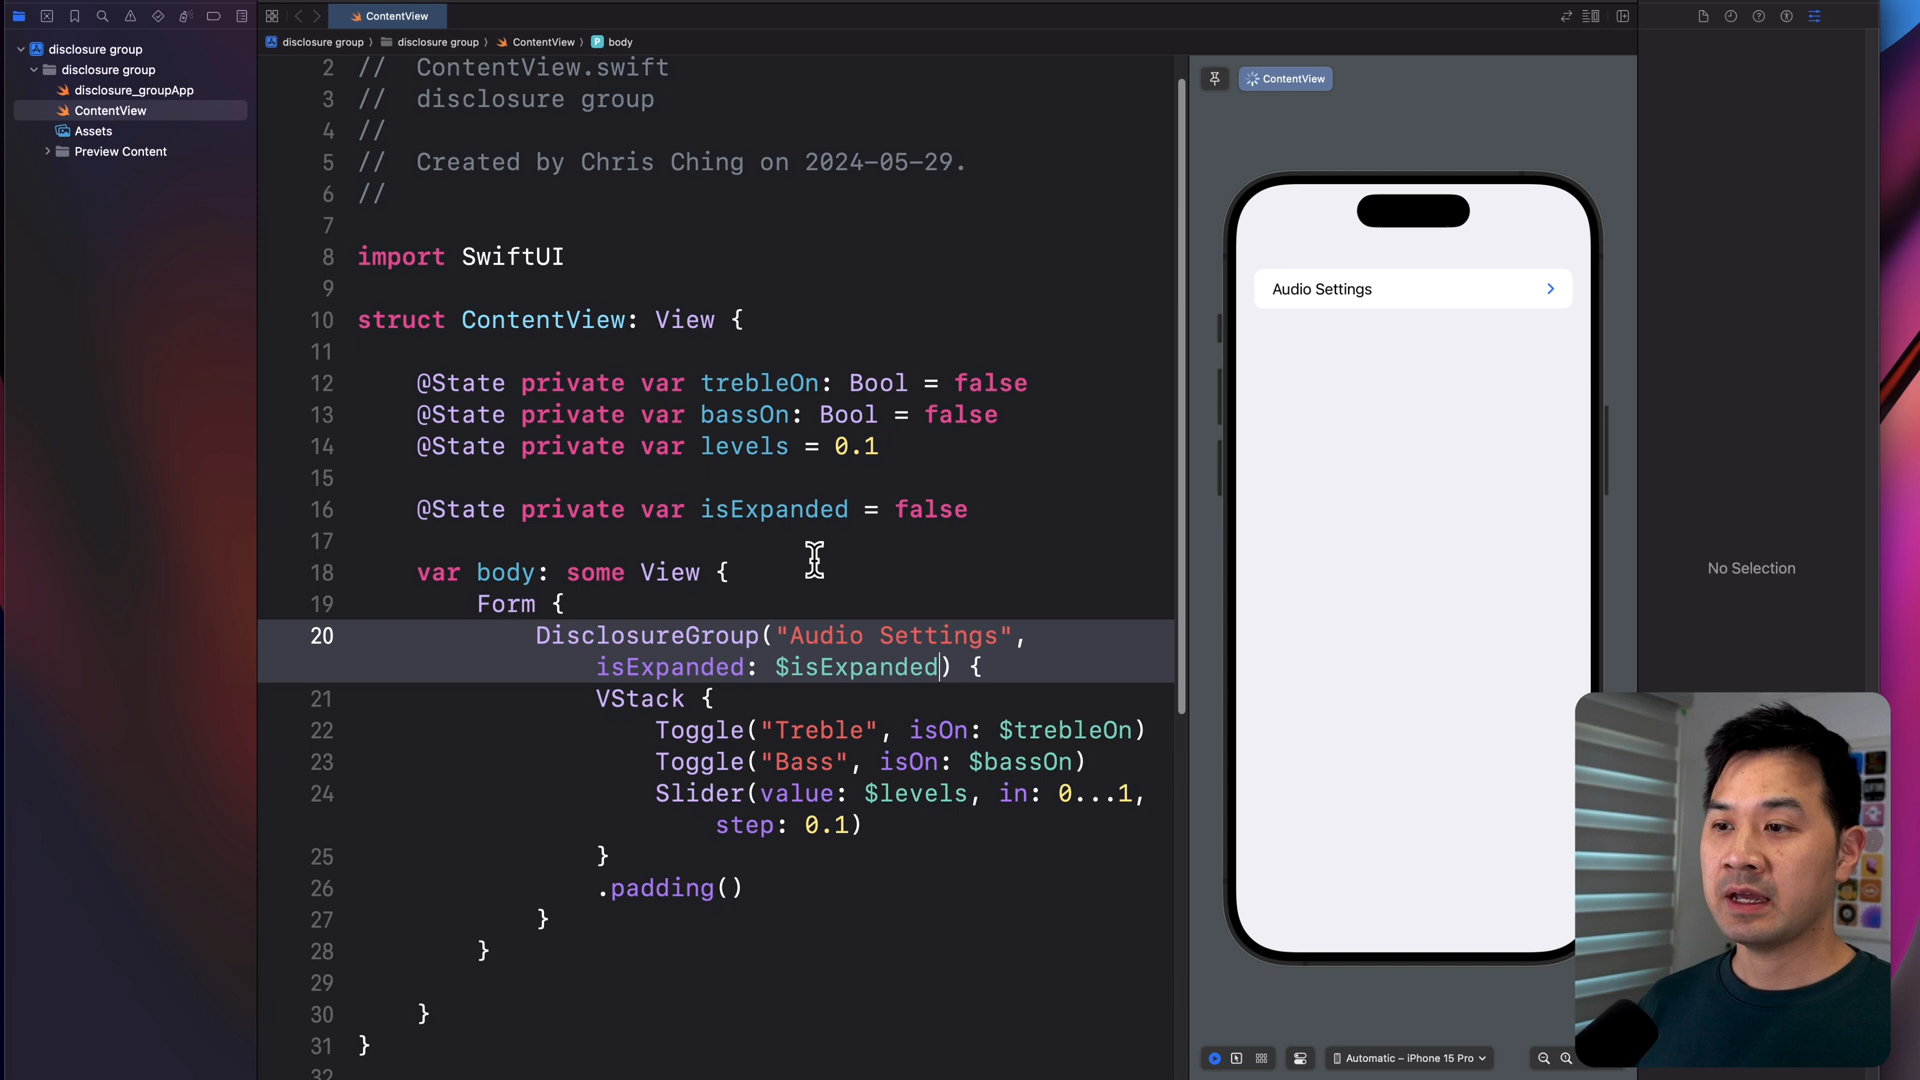 ContentView
disclosure group
disclosure group
disclosure_groupApp
ContentView
Assets
Preview Content
disclosure group 〉 disclosure group 〉 ContentView 〉 P body
2 //  ContentView.swift
3 //  disclosure group
4 //
5 //  Created by Chris Ching on 2024-05-29.
6 //
7
8 import SwiftUI
9
10 struct ContentView: View {
11
12 @State private var trebleOn: Bool = false
13 @State private var bassOn: Bool = false
14 @State private var levels = 0.1
15
16 @State private var isExpanded = false
17
18 var body: some View {
19 Form {
20 DisclosureGroup("Audio Settings",
isExpanded: $isExpanded) {
21 VStack {
22 Toggle("Treble", isOn: $trebleOn)
23 Toggle("Bass", isOn: $bassOn)
24 Slider(value: $levels, in: 0...1,
step: 0.1)
25 }
26 .padding()
27 }
28 }
29
30 }
31 }
32
ContentView
Audio Settings
Automatic – iPhone 15 Pro
No Selection